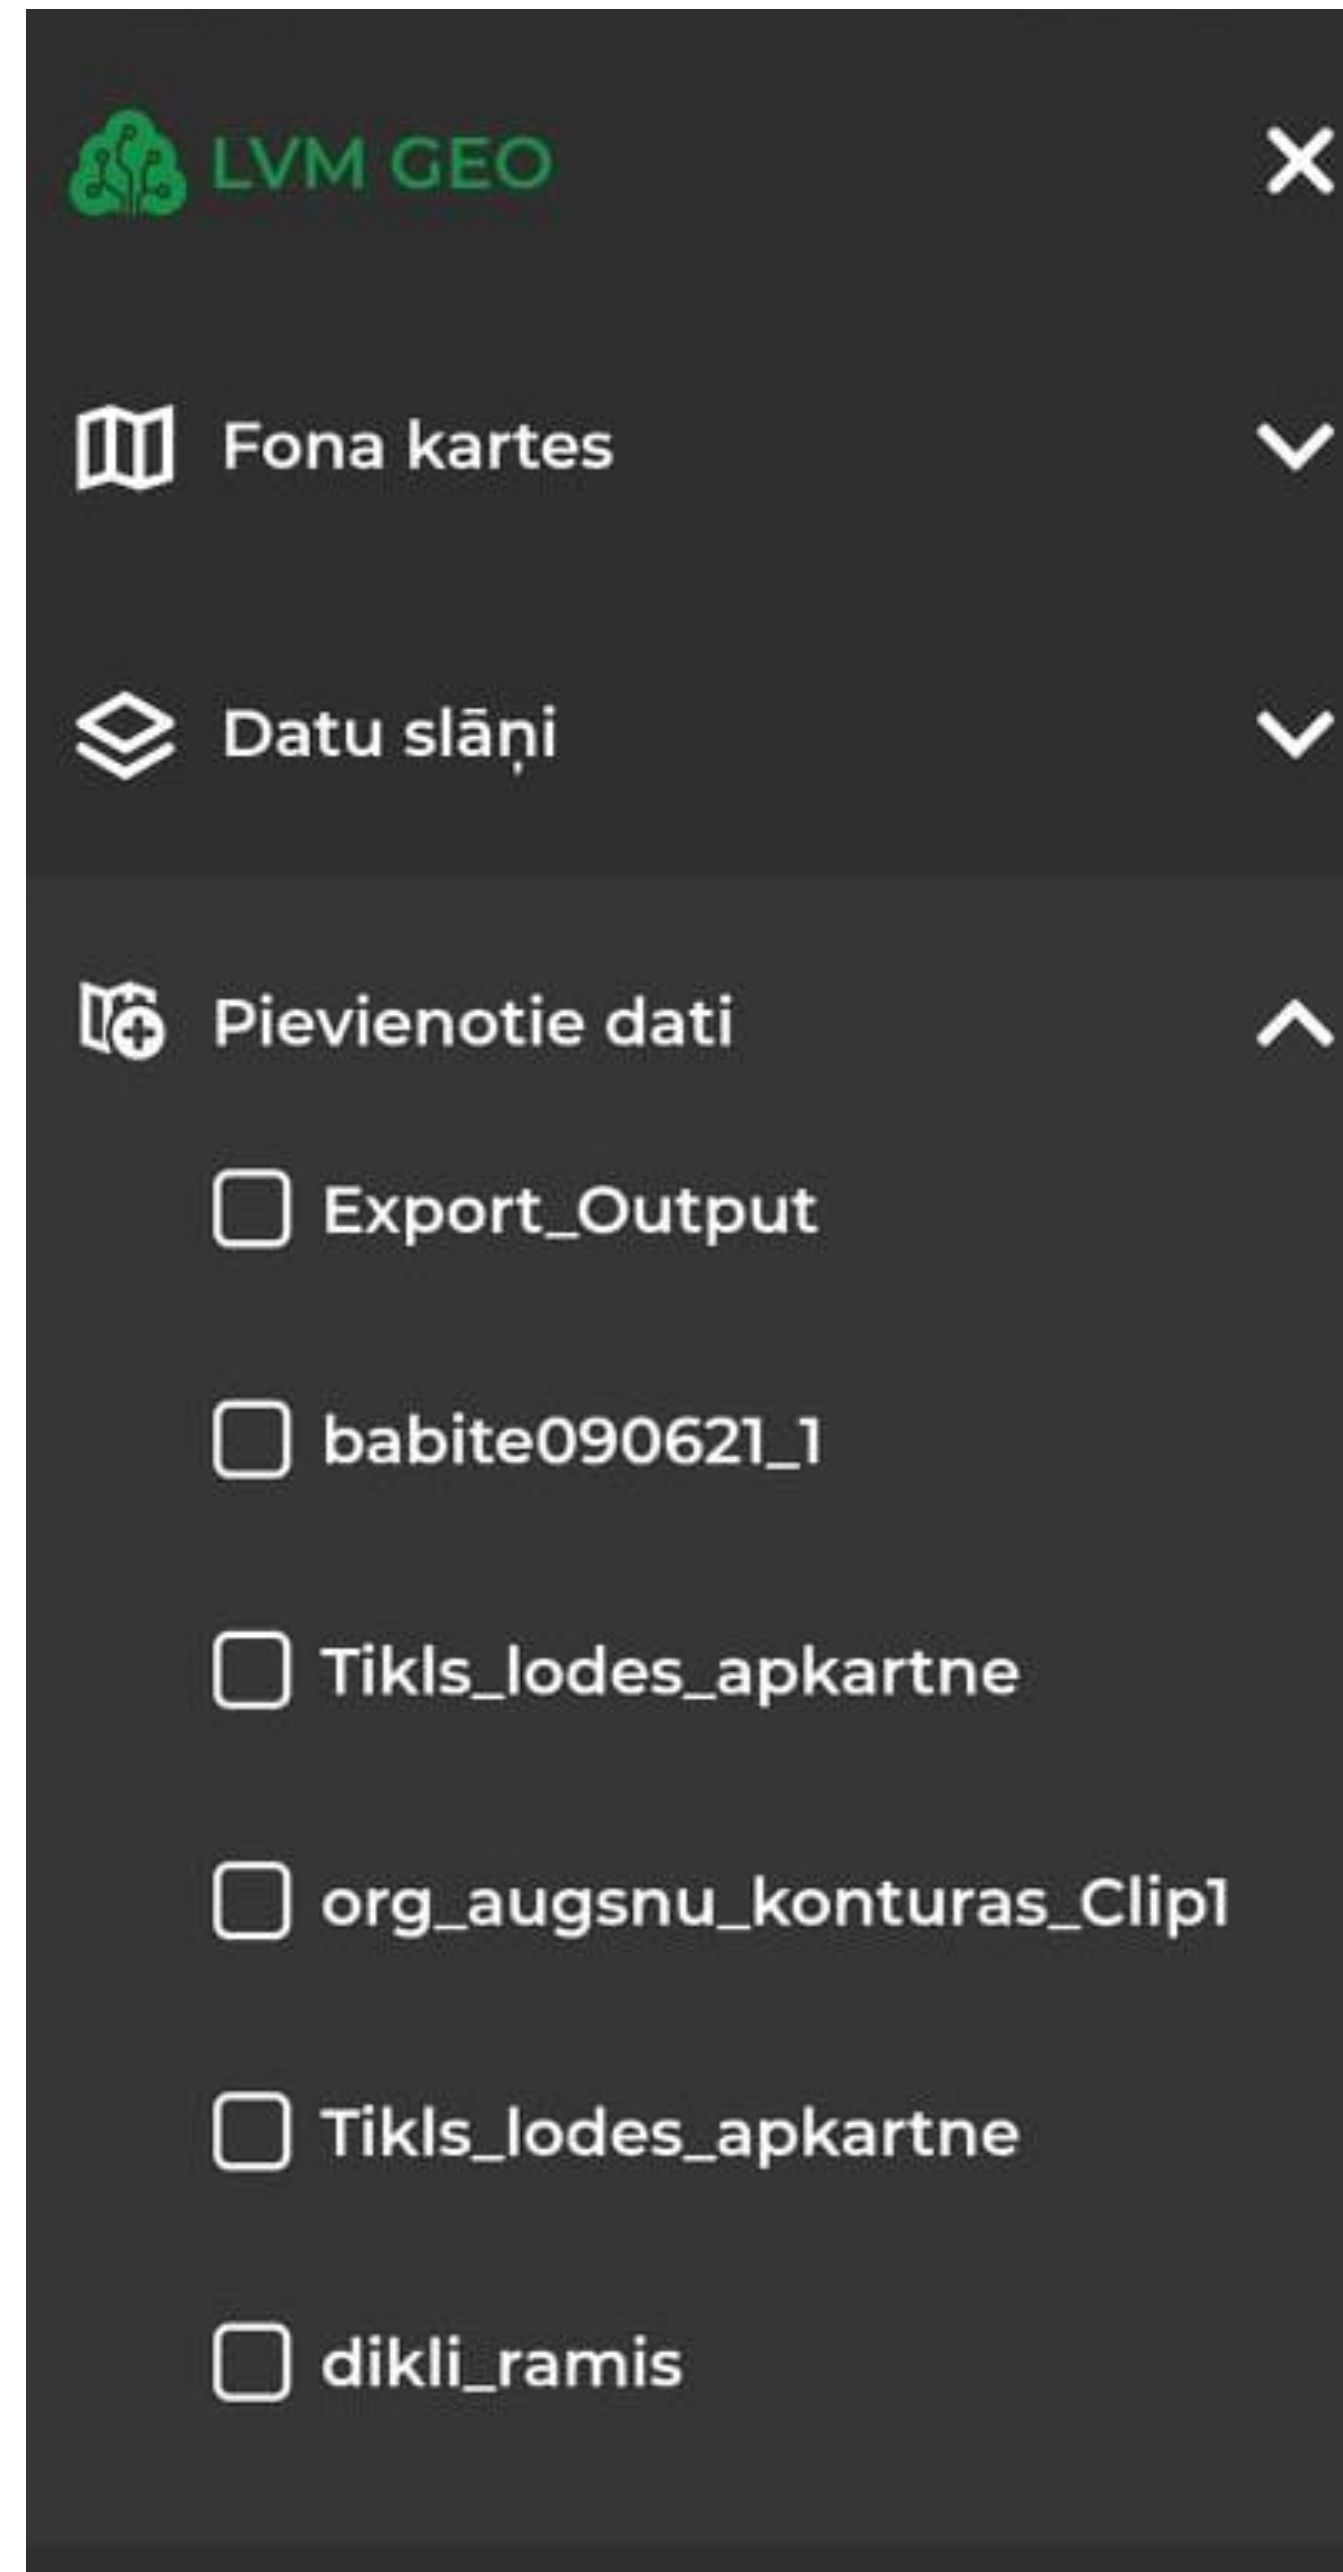 LVM GEO
Fona kartes
Datu slāņi
Pievienotie dati
Export_Output
babite090621_1
Tikls_lodes_apkartne
org_augsnu_konturas_Clip1
Tikls_lodes_apkartne
dikli_ramis